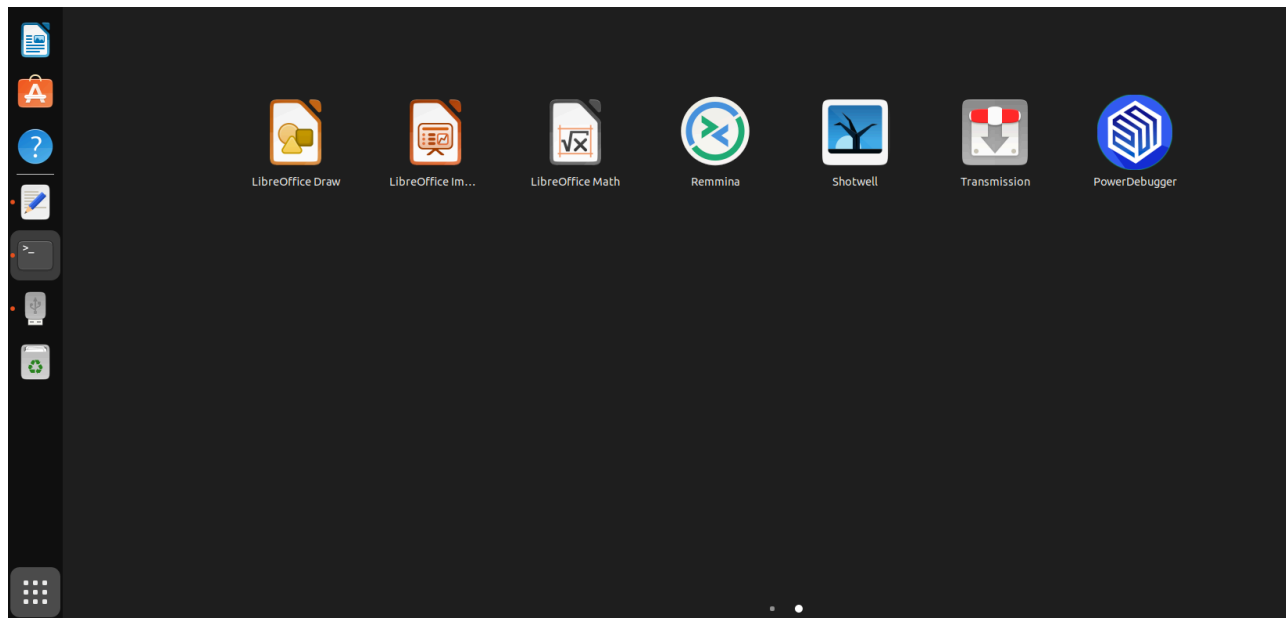 LibreOffice Draw
LibreOffice Im...
LibreOffice Math
Remmina
Shotwell
Transmission
PowerDebugger